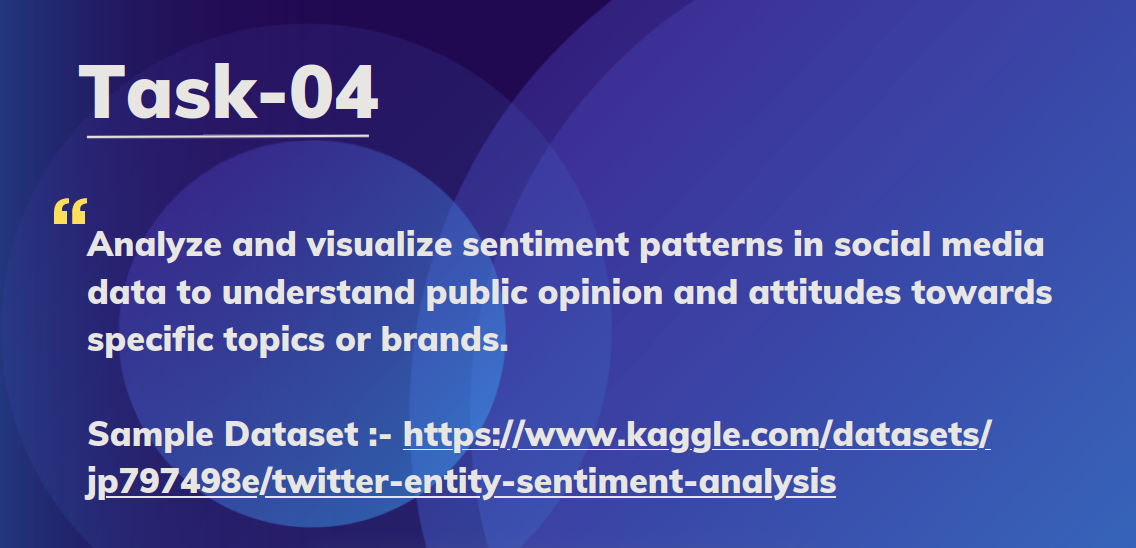 Task-04
“
Analyze and visualize sentiment patterns in social media
data to understand public opinion and attitudes towards
specific topics or brands.
Sample Dataset :- https://www.kaggle.com/datasets/
jp797498e/twitter-entity-sentiment-analysis